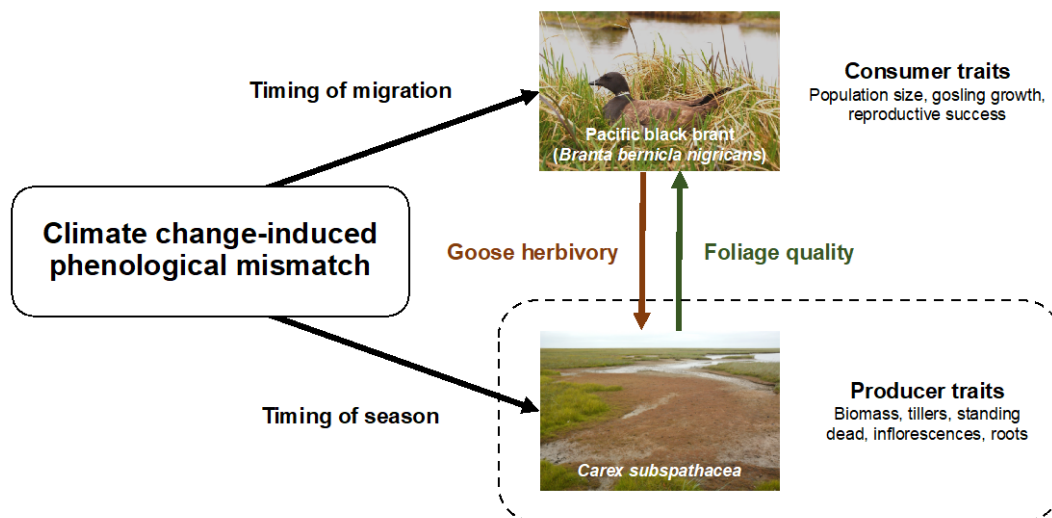 Timing of migration
Pacific black brant
(Branta bernicla nigricans)
Consumer traits
Population size, gosling growth,
reproductive success
Climate change-induced
phenological mismatch
Goose herbivory
Foliage quality
Timing of season
Carex subspathacea
Producer traits
Biomass, tillers, standing
dead, inflorescences, roots